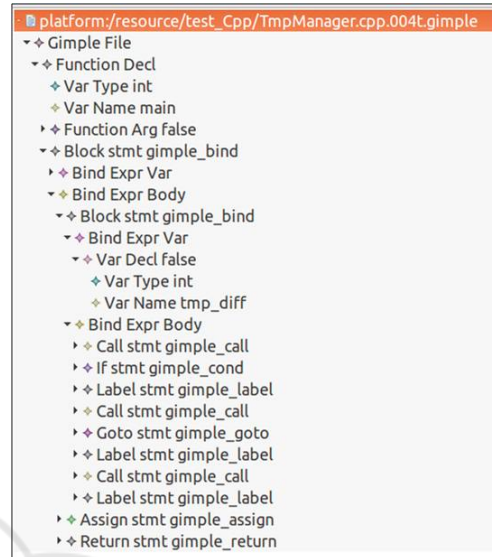 platform:/resource/test_Cpp/TmpManager.cpp.004t.gimple
Gimple File
Function Decl
Var Type int
Var Name main
Function Arg false
Block stmt gimple_bind
Bind Expr Var
Bind Expr Body
Block stmt gimple_bind
Bind Expr Var
Var Decl false
Var Type int
Var Name tmp_diff
Bind Expr Body
Call stmt gimple_call
If stmt gimple_cond
Label stmt gimple_label
Call stmt gimple_call
Goto stmt gimple_goto
Label stmt gimple_label
Call stmt gimple_call
Label stmt gimple_label
Assign stmt gimple_assign
Return stmt gimple_return